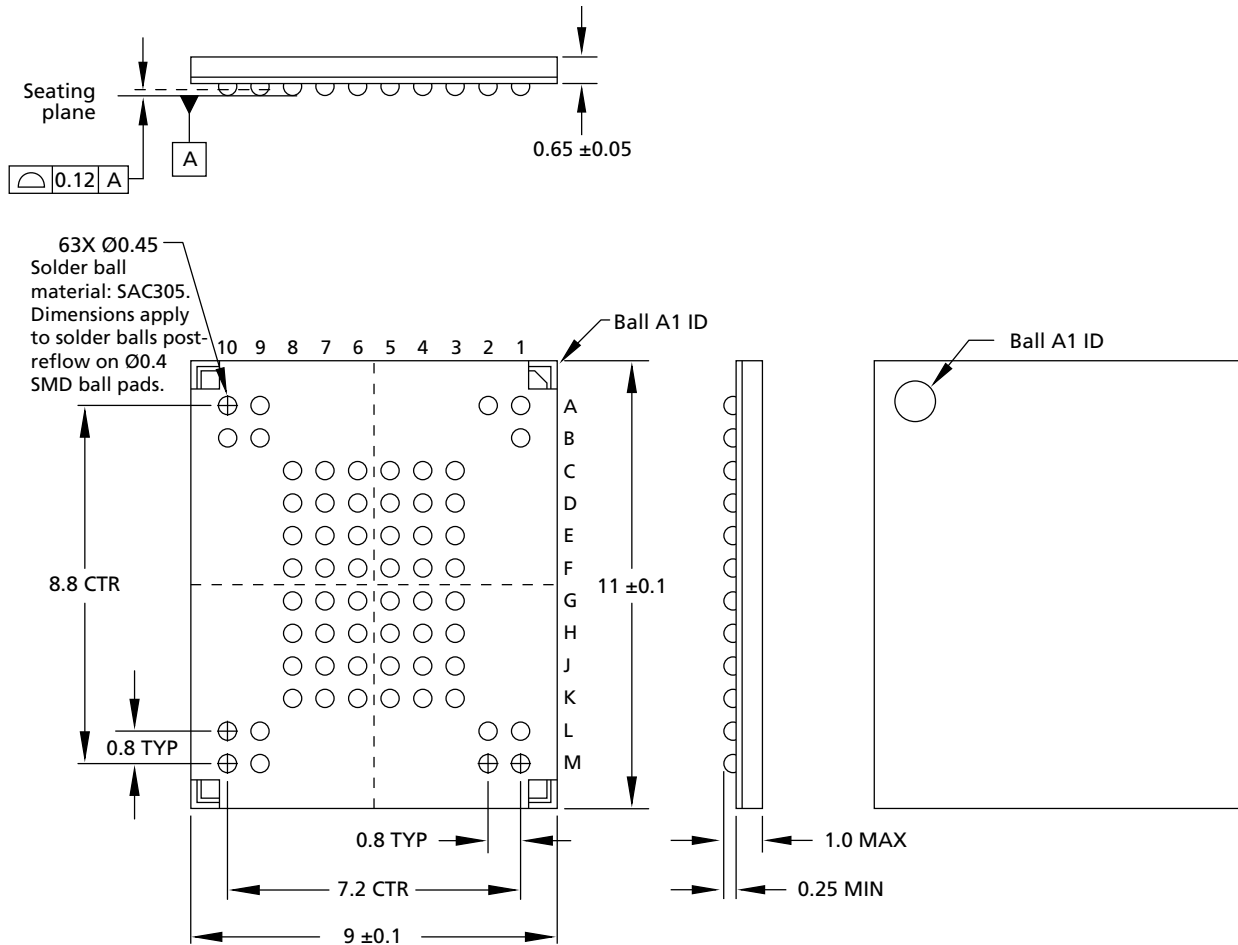 Seating
plane
A
0.12 A
0.65 ±0.05
63X Ø0.45
Solder ball
material: SAC305.
Dimensions apply
to solder balls post-
reflow on Ø0.4
SMD ball pads.
Ball A1 ID
Ball A1 ID
10 9 8 7 6 5 4 3 2 1
A
B
C
D
E
F
G
H
J
K
L
M
8.8 CTR
11 ±0.1
0.8 TYP
0.8 TYP
1.0 MAX
7.2 CTR
0.25 MIN
9 ±0.1